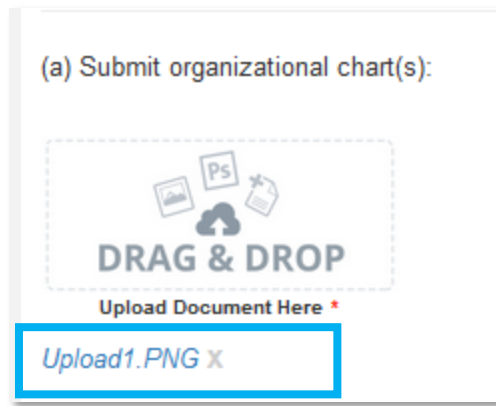 (a) Submit organizational chart(s):
Ps
DRAG & DROP
Upload Document Here *
Upload1.PNG X